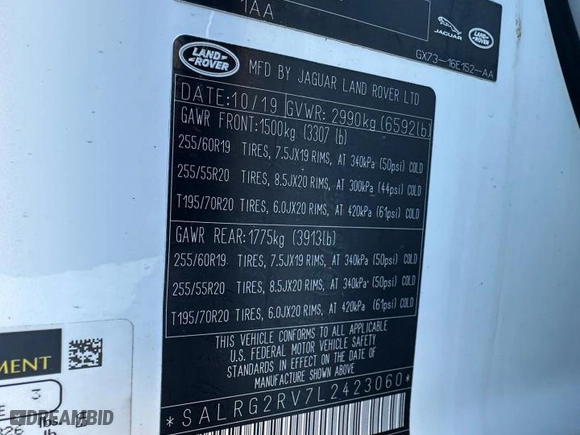 1AA
JAGUAR
LAND ROVER
GX73-16E152-AA
LAND ROVER
MFD BY JAGUAR LAND ROVER LTD
DATE:10/19 GVWR: 2990kg (6592lb)
GAWR FRONT:1500kg (3307 lb)
255/60R19 TIRES, 7.5JX19 RIMS, AT 340kPa (50psi) COLD
255/55R20 TIRES, 8.5JX20 RIMS, AT 300kPa (44psi) COLD
T195/70R20 TIRES, 6.0JX20 RIMS, AT 420kPa (61psi) COLD
GAWR REAR:1775kg (3913lb)
255/60R19 TIRES, 7.5JX19 RIMS, AT 340kPa (50psi) COLD
255/55R20 TIRES, 8.5JX20 RIMS, AT 340kPa (50psi) COLD
T195/70R20 TIRES, 6.0JX20 RIMS, AT 420kPa (61psi) COLD
THIS VEHICLE CONFORMS TO ALL APPLICABLE
U.S. FEDERAL MOTOR VEHICLE SAFETY
STANDARDS IN EFFECT ON THE DATE
OF MANUFACTURE SHOWN ABOVE
*SALRG2RV7L2423060*
MENT
3
lbs.
lb
DREAMBID